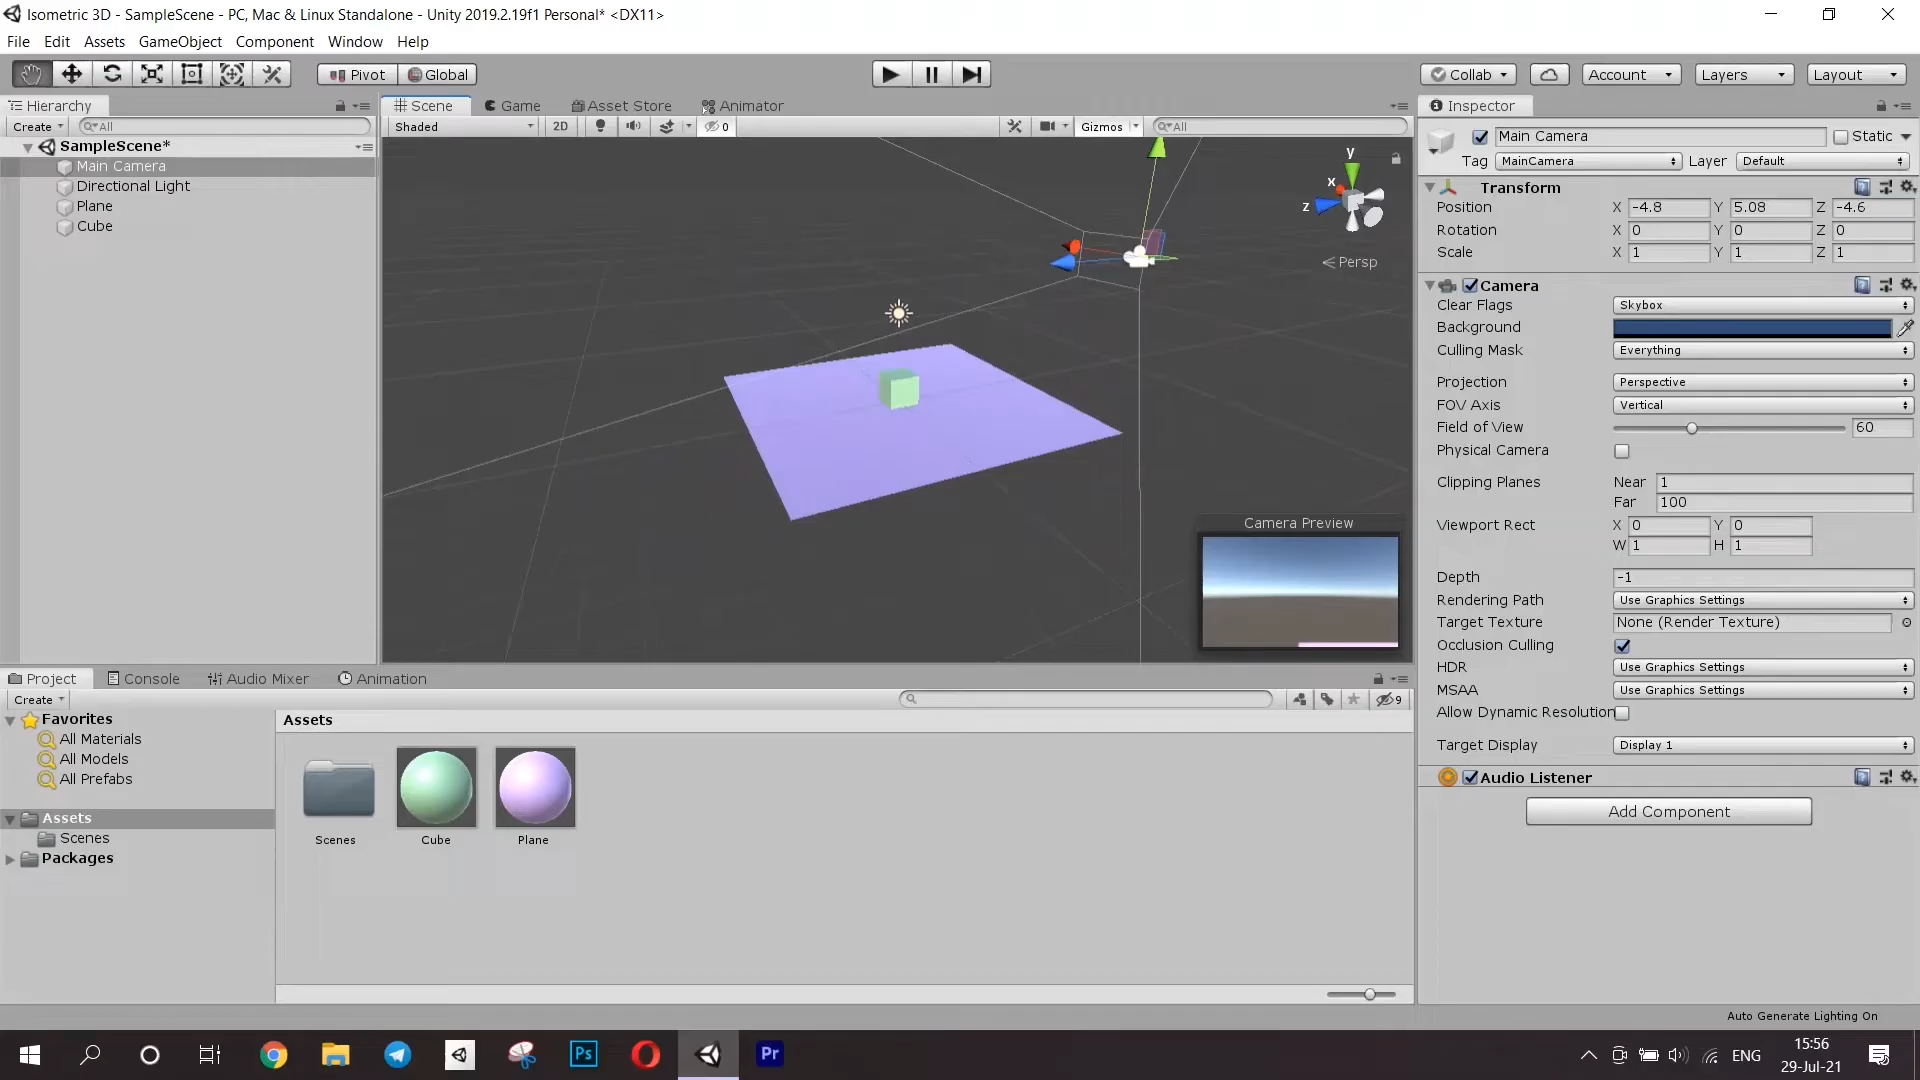 Isometric 3D - SampleScene - PC, Mac & Linux Standalone - Unity 2019.2.19f1 Personal* <DX11>
File Edit Assets GameObject Component Window Help
Pivot Global Collab Account Layers Layout
Hierarchy
Create All
SampleScene*
Main Camera
Directional Light
Plane
Cube
Scene Game Asset Store Animator
Shaded 2D 0 Gizmos All
y
x
z
Persp
Camera Preview
Inspector
Main Camera Static
Tag MainCamera Layer Default
Transform
Position X -4.8 Y 5.08 Z -4.6
Rotation X 0 Y 0 Z 0
Scale X 1 Y 1 Z 1
Camera
Clear Flags Skybox
Background
Culling Mask Everything
Projection Perspective
FOV Axis Vertical
Field of View 60
Physical Camera
Clipping Planes Near 1
Far 100
Viewport Rect X 0 Y 0
W 1 H 1
Depth -1
Rendering Path Use Graphics Settings
Target Texture None (Render Texture)
Occlusion Culling
HDR Use Graphics Settings
MSAA Use Graphics Settings
Allow Dynamic Resolution
Target Display Display 1
Audio Listener
Add Component
Project Console Audio Mixer Animation
Create 9
Favorites
All Materials
All Models
All Prefabs
Assets
Scenes
Packages
Assets
Scenes Cube Plane
Auto Generate Lighting On
Ps Pr ENG
15:56
29-Jul-21